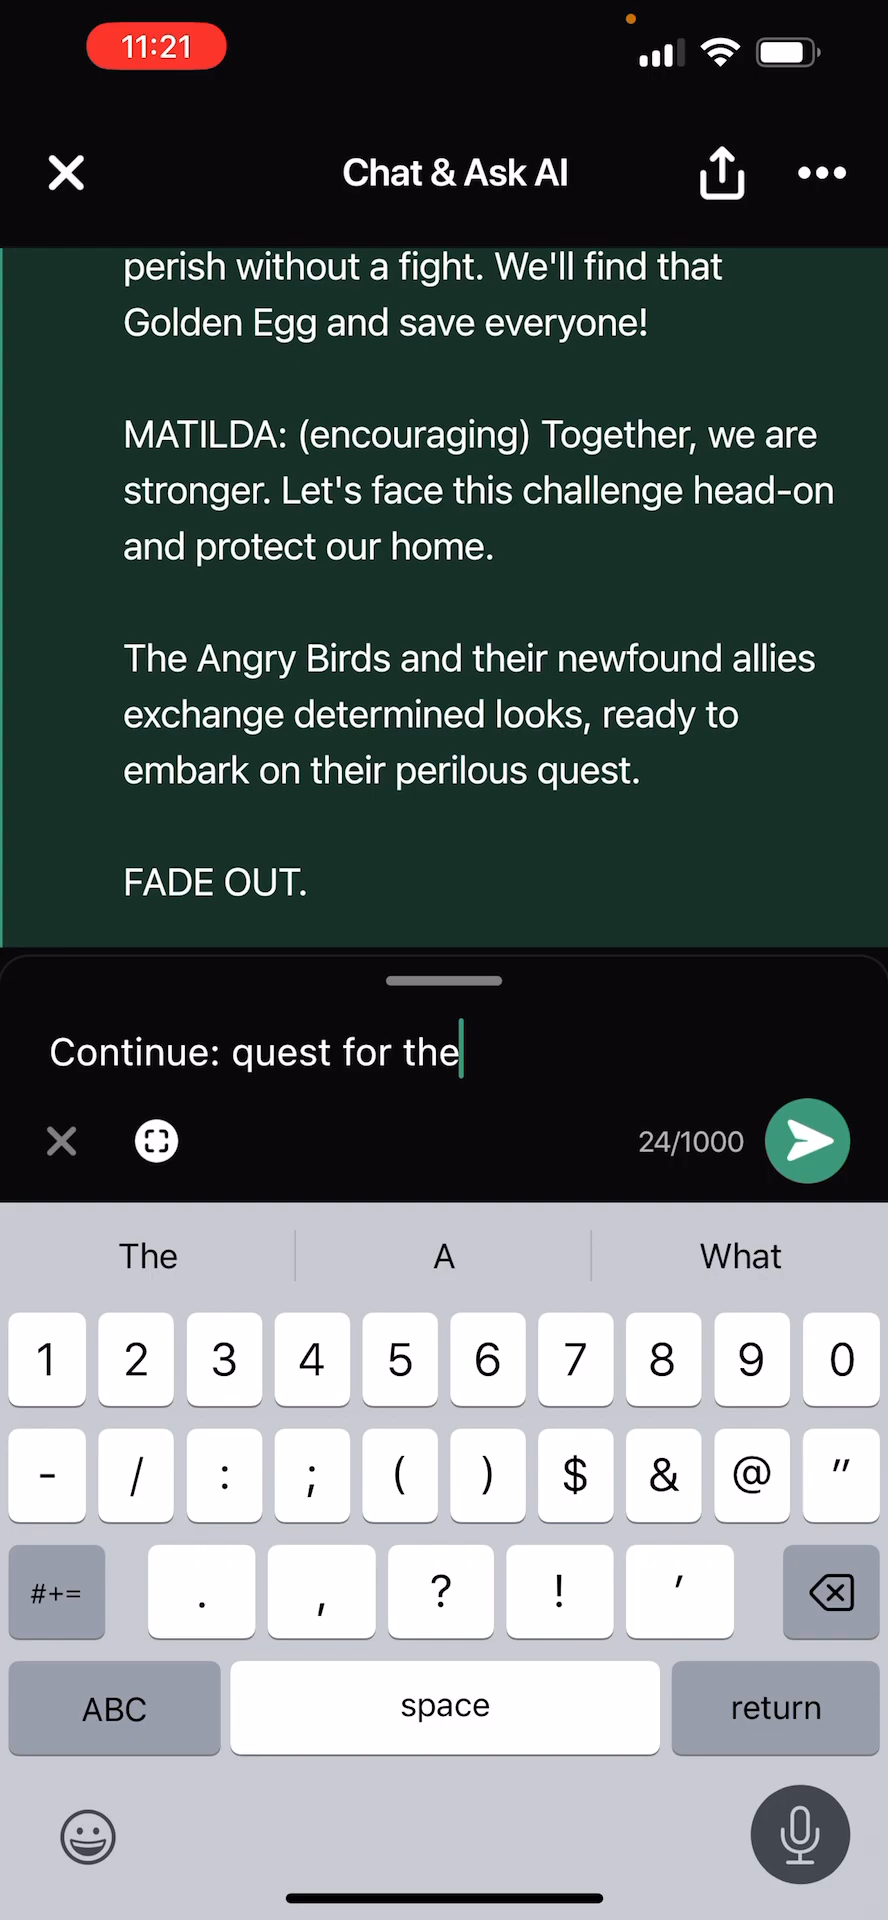 11:21
Chat & Ask AI
perish without a fight. We'll find that
Golden Egg and save everyone!
MATILDA: (encouraging) Together, we are
stronger. Let's face this challenge head-on
and protect our home.
The Angry Birds and their newfound allies
exchange determined looks, ready to
embark on their perilous quest.
FADE OUT.
Continue: quest for the
24/1000
The A What
1 2 3 4 5 6 7 8 9 0
- / : ; ( ) $ & @ "
#+= . , ? ! '
ABC space return